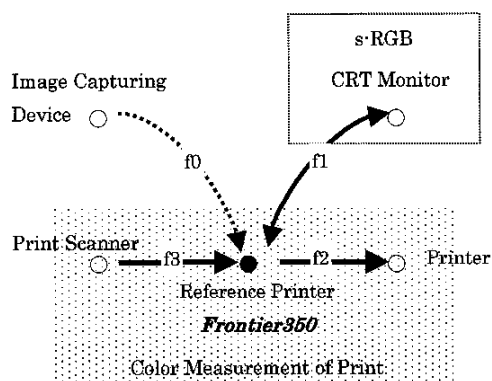 s·RGB
CRT Monitor
Image Capturing
Device
f0
f1
Print Scanner
f3
f2
Printer
Reference Printer
Frontier350
Color Measurement of Print